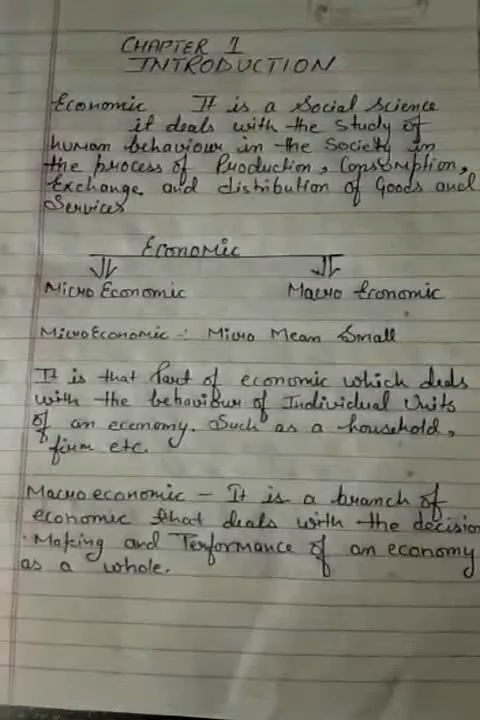 CHAPTER 1
INTRODUCTION
Economic It is a Social Science
it deals with the study of
human behaviour in the Society in
the process of Production, Consumption,
Exchange and distribution of Goods and
Services
Economic
Micro Economic Macro Economic
MicroEconomic :- Micro Mean Small
It is that Part of economic which deals
with the behaviour of Individual Units
of an economy. Such as a household,
firm etc.
Macroeconomic - It is a branch of
economic that deals with the decision
Making and Performance of an economy
as a whole.